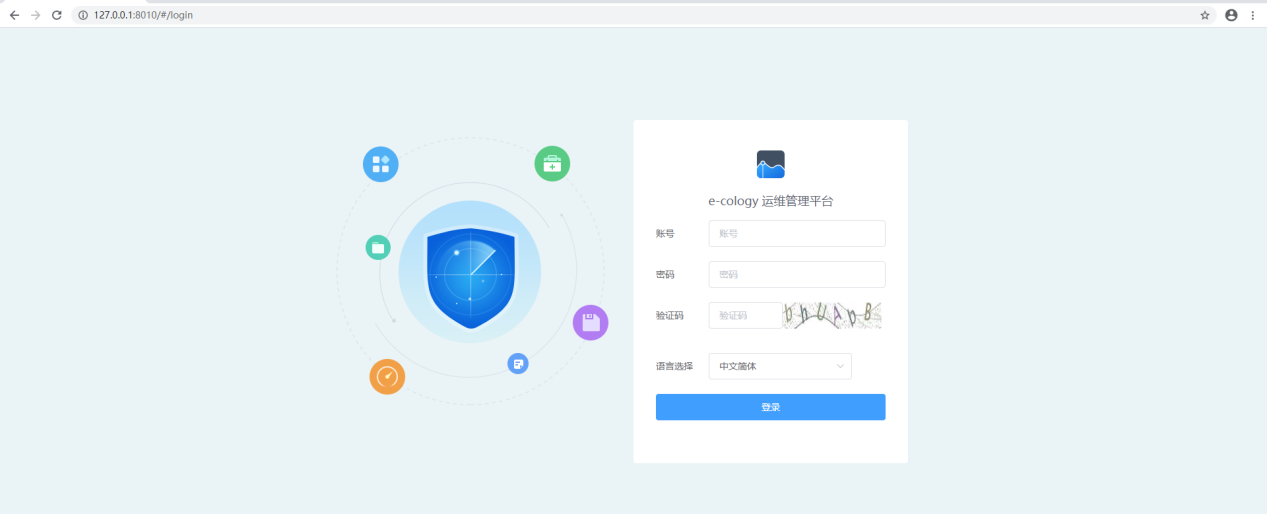 127.0.0.1:8010/#/login
e-cology 运维管理平台
账号 账号
密码 密码
验证码 验证码
语言选择 中文简体
登录